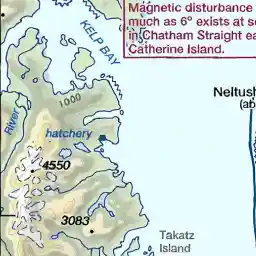 Magnetic disturbance
much as 6° exists at s
in Chatham Straight ea
Catherine Island.
KELP BAY
Neltush
(ab
1000
River
hatchery
4550
3083
Takatz
Island